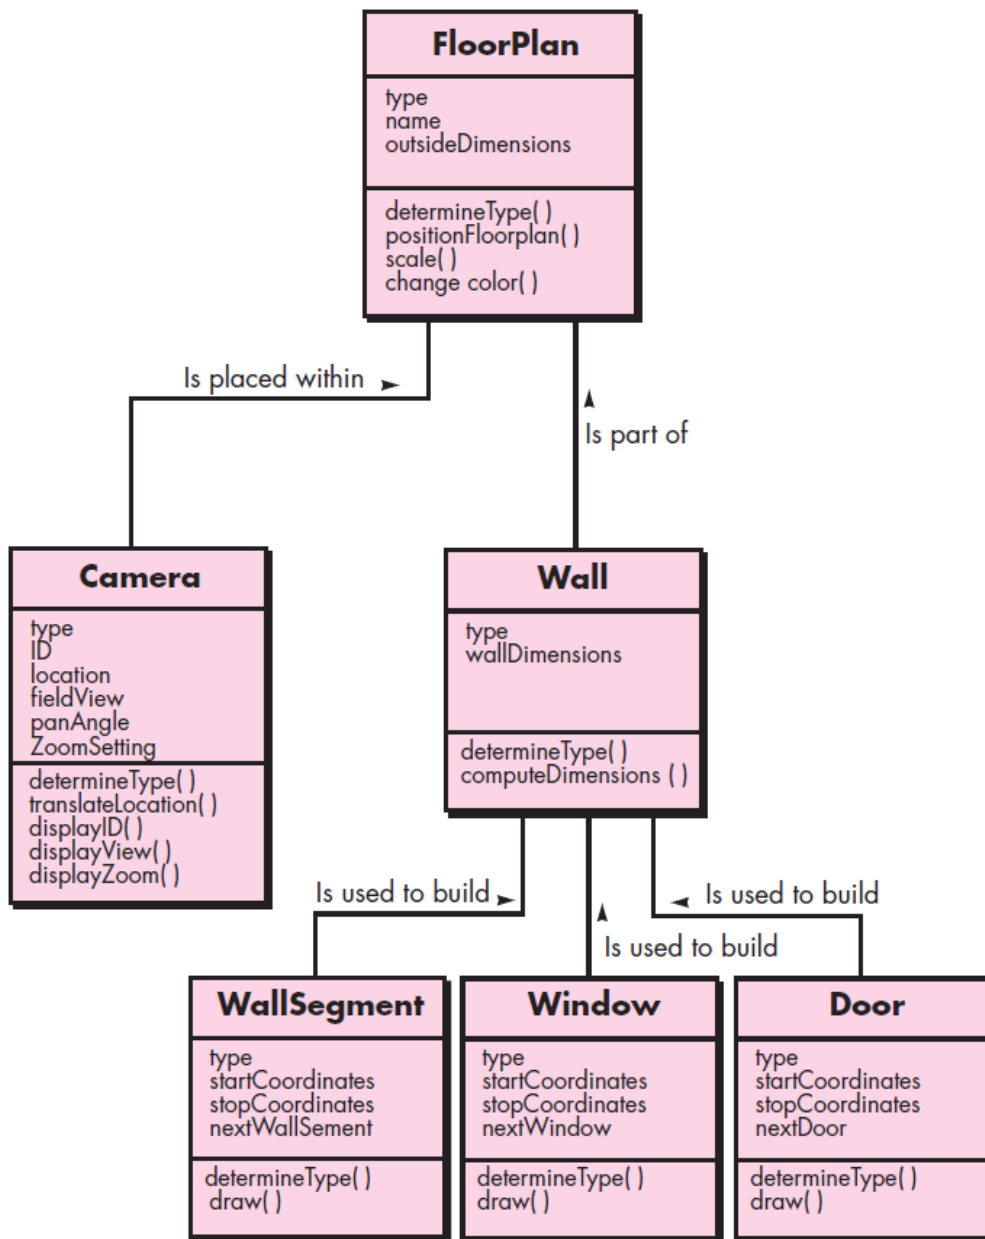 FloorPlan
type
name
outsideDimensions
determineType( )
positionFloorplan( )
scale( )
change color( )
Is placed within
Is part of
Camera
type
ID
location
fieldView
panAngle
ZoomSetting
determineType( )
translateLocation( )
displayID( )
displayView( )
displayZoom( )
Wall
type
wallDimensions
determineType( )
computeDimensions ( )
Is used to build
Is used to build
Is used to build
WallSegment
type
startCoordinates
stopCoordinates
nextWallSement
determineType( )
draw( )
Window
type
startCoordinates
stopCoordinates
nextWindow
determineType( )
draw( )
Door
type
startCoordinates
stopCoordinates
nextDoor
determineType( )
draw( )